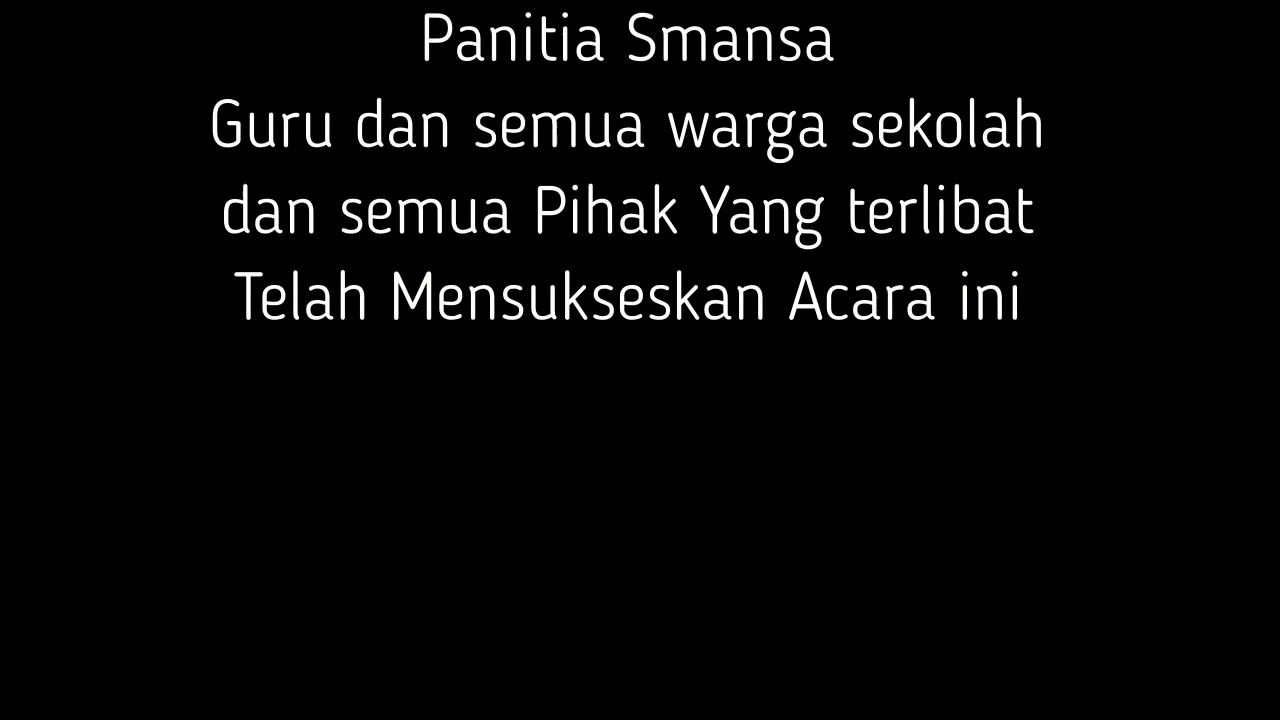 Panitia Smansa
Guru dan semua warga sekolah
dan semua Pihak Yang terlibat
Telah Mensukseskan Acara ini